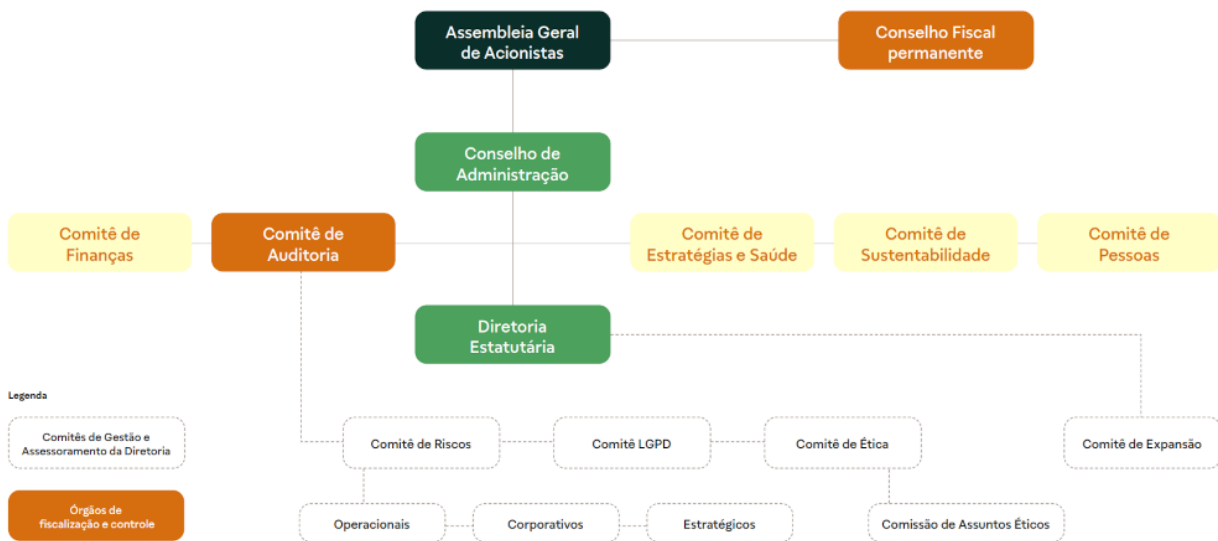 Assembleia Geral
de Acionistas
Conselho Fiscal
permanente
Conselho de
Administração
Comitê de
Finanças
Comitê de
Auditoria
Comitê de
Estratégias e Saúde
Comitê de
Sustentabilidade
Comitê de
Pessoas
Diretoria
Estatutária
Legenda
Comitês de Gestão e
Assessoramento da Diretoria
Comitê de Riscos
Comitê LGPD
Comitê de Ética
Comitê de Expansão
Órgãos de
fiscalização e controle
Operacionais
Corporativos
Estratégicos
Comissão de Assuntos Éticos